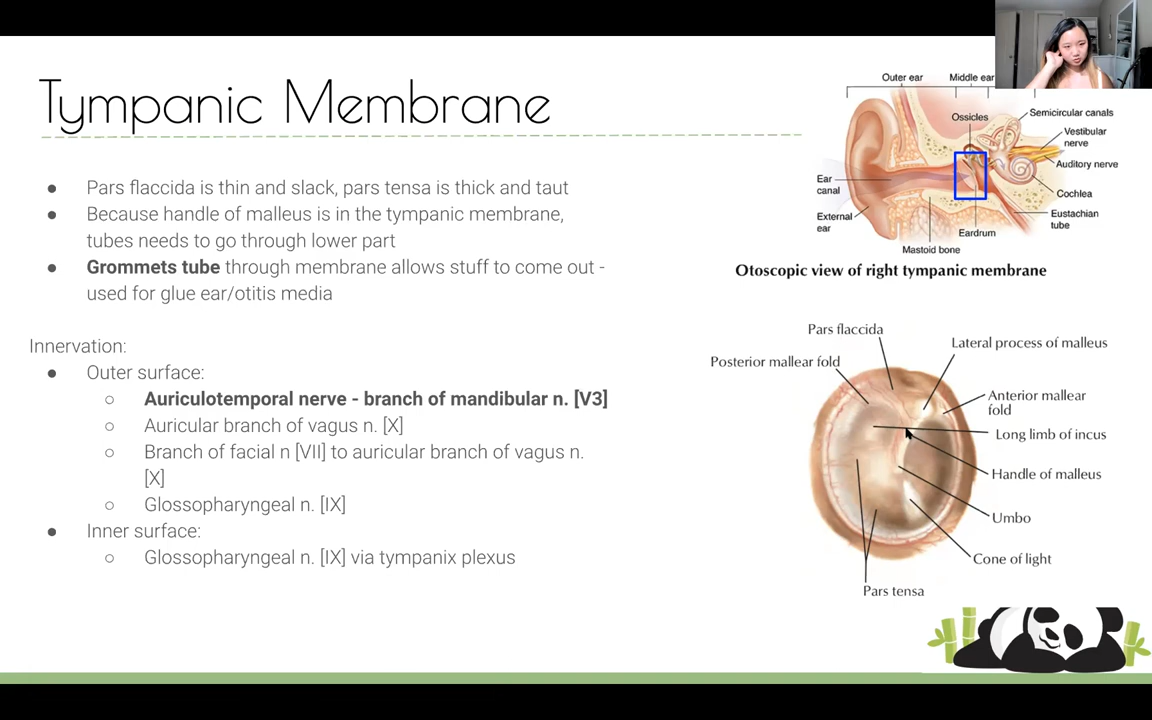 Tympanic Membrane
Pars flaccida is thin and slack, pars tensa is thick and taut
Because handle of malleus is in the tympanic membrane,
tubes needs to go through lower part
Grommets tube through membrane allows stuff to come out -
used for glue ear/otitis media
Innervation:
Outer surface:
Auriculotemporal nerve - branch of mandibular n. [V3]
Auricular branch of vagus n. [X]
Branch of facial n [VII] to auricular branch of vagus n.
[X]
Glossopharyngeal n. [IX]
Inner surface:
Glossopharyngeal n. [IX] via tympanix plexus
Outer ear
Middle ear
Ossicles
Semicircular canals
Vestibular
nerve
Auditory nerve
Ear
canal
Cochlea
External
ear
Eustachian
tube
Eardrum
Mastoid bone
Otoscopic view of right tympanic membrane
Pars flaccida
Lateral process of malleus
Posterior mallear fold
Anterior mallear
fold
Long limb of incus
Handle of malleus
Umbo
Cone of light
Pars tensa